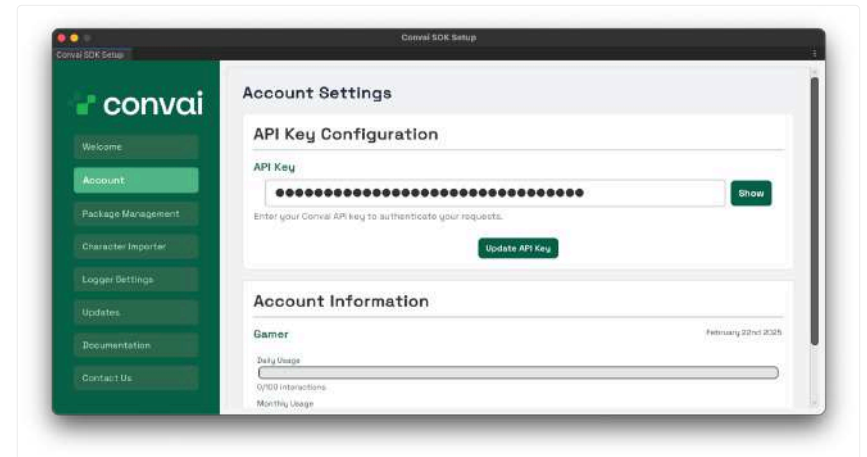 Convai SDK Setup
Convai SDK Setup
convai
Welcome
Account
Package Management
Character Importer
Logger Settings
Updates
Documentation
Contact Us
Account Settings
API Key Configuration
API Key
Show
Enter your Convai API key to authenticate your requests.
Update API Key
Account Information
Gamer
February 22nd 2025
Daily Usage
0/100 interactions
Monthly Usage